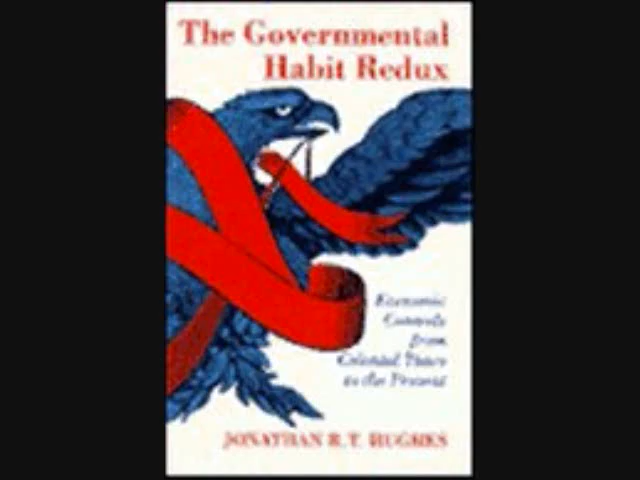 The Governmental
Habit Redux
Economic
Controls
from
Colonial Times
to the Present
JONATHAN R.T. HUGHES